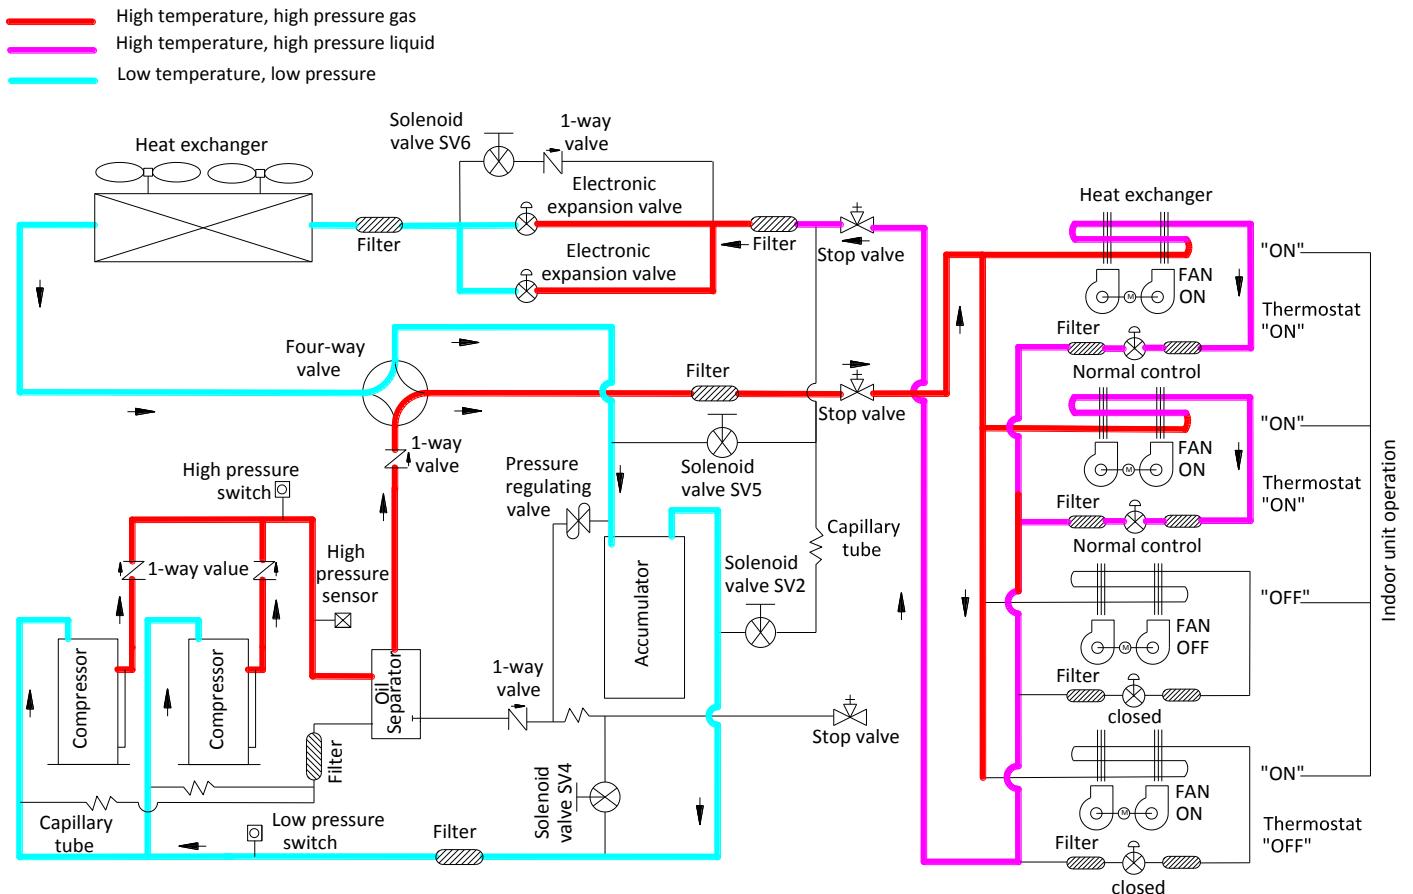 High temperature, high pressure gas
High temperature, high pressure liquid
Low temperature, low pressure
Heat exchanger
Solenoid
valve SV6
1-way
valve
Electronic
expansion valve
Filter
Filter
Stop valve
Electronic
expansion valve
Heat exchanger
"ON"
FAN
ON
M
Thermostat
"ON"
Filter
Normal control
Four-way
valve
Filter
Stop valve
1-way
valve
Solenoid
valve SV5
"ON"
FAN
ON
M
Thermostat
"ON"
Filter
Normal control
Indoor unit operation
High pressure
switch
Pressure
regulating
valve
Capillary
tube
1-way value
High
pressure
sensor
Solenoid
valve SV2
Accumulator
"OFF"
FAN
OFF
M
Filter
closed
Compressor
Compressor
Oil
Separator
1-way
valve
Stop valve
Filter
Solenoid
valve SV4
Capillary
tube
Low pressure
switch
Filter
"ON"
FAN
ON
M
Thermostat
"OFF"
Filter
closed